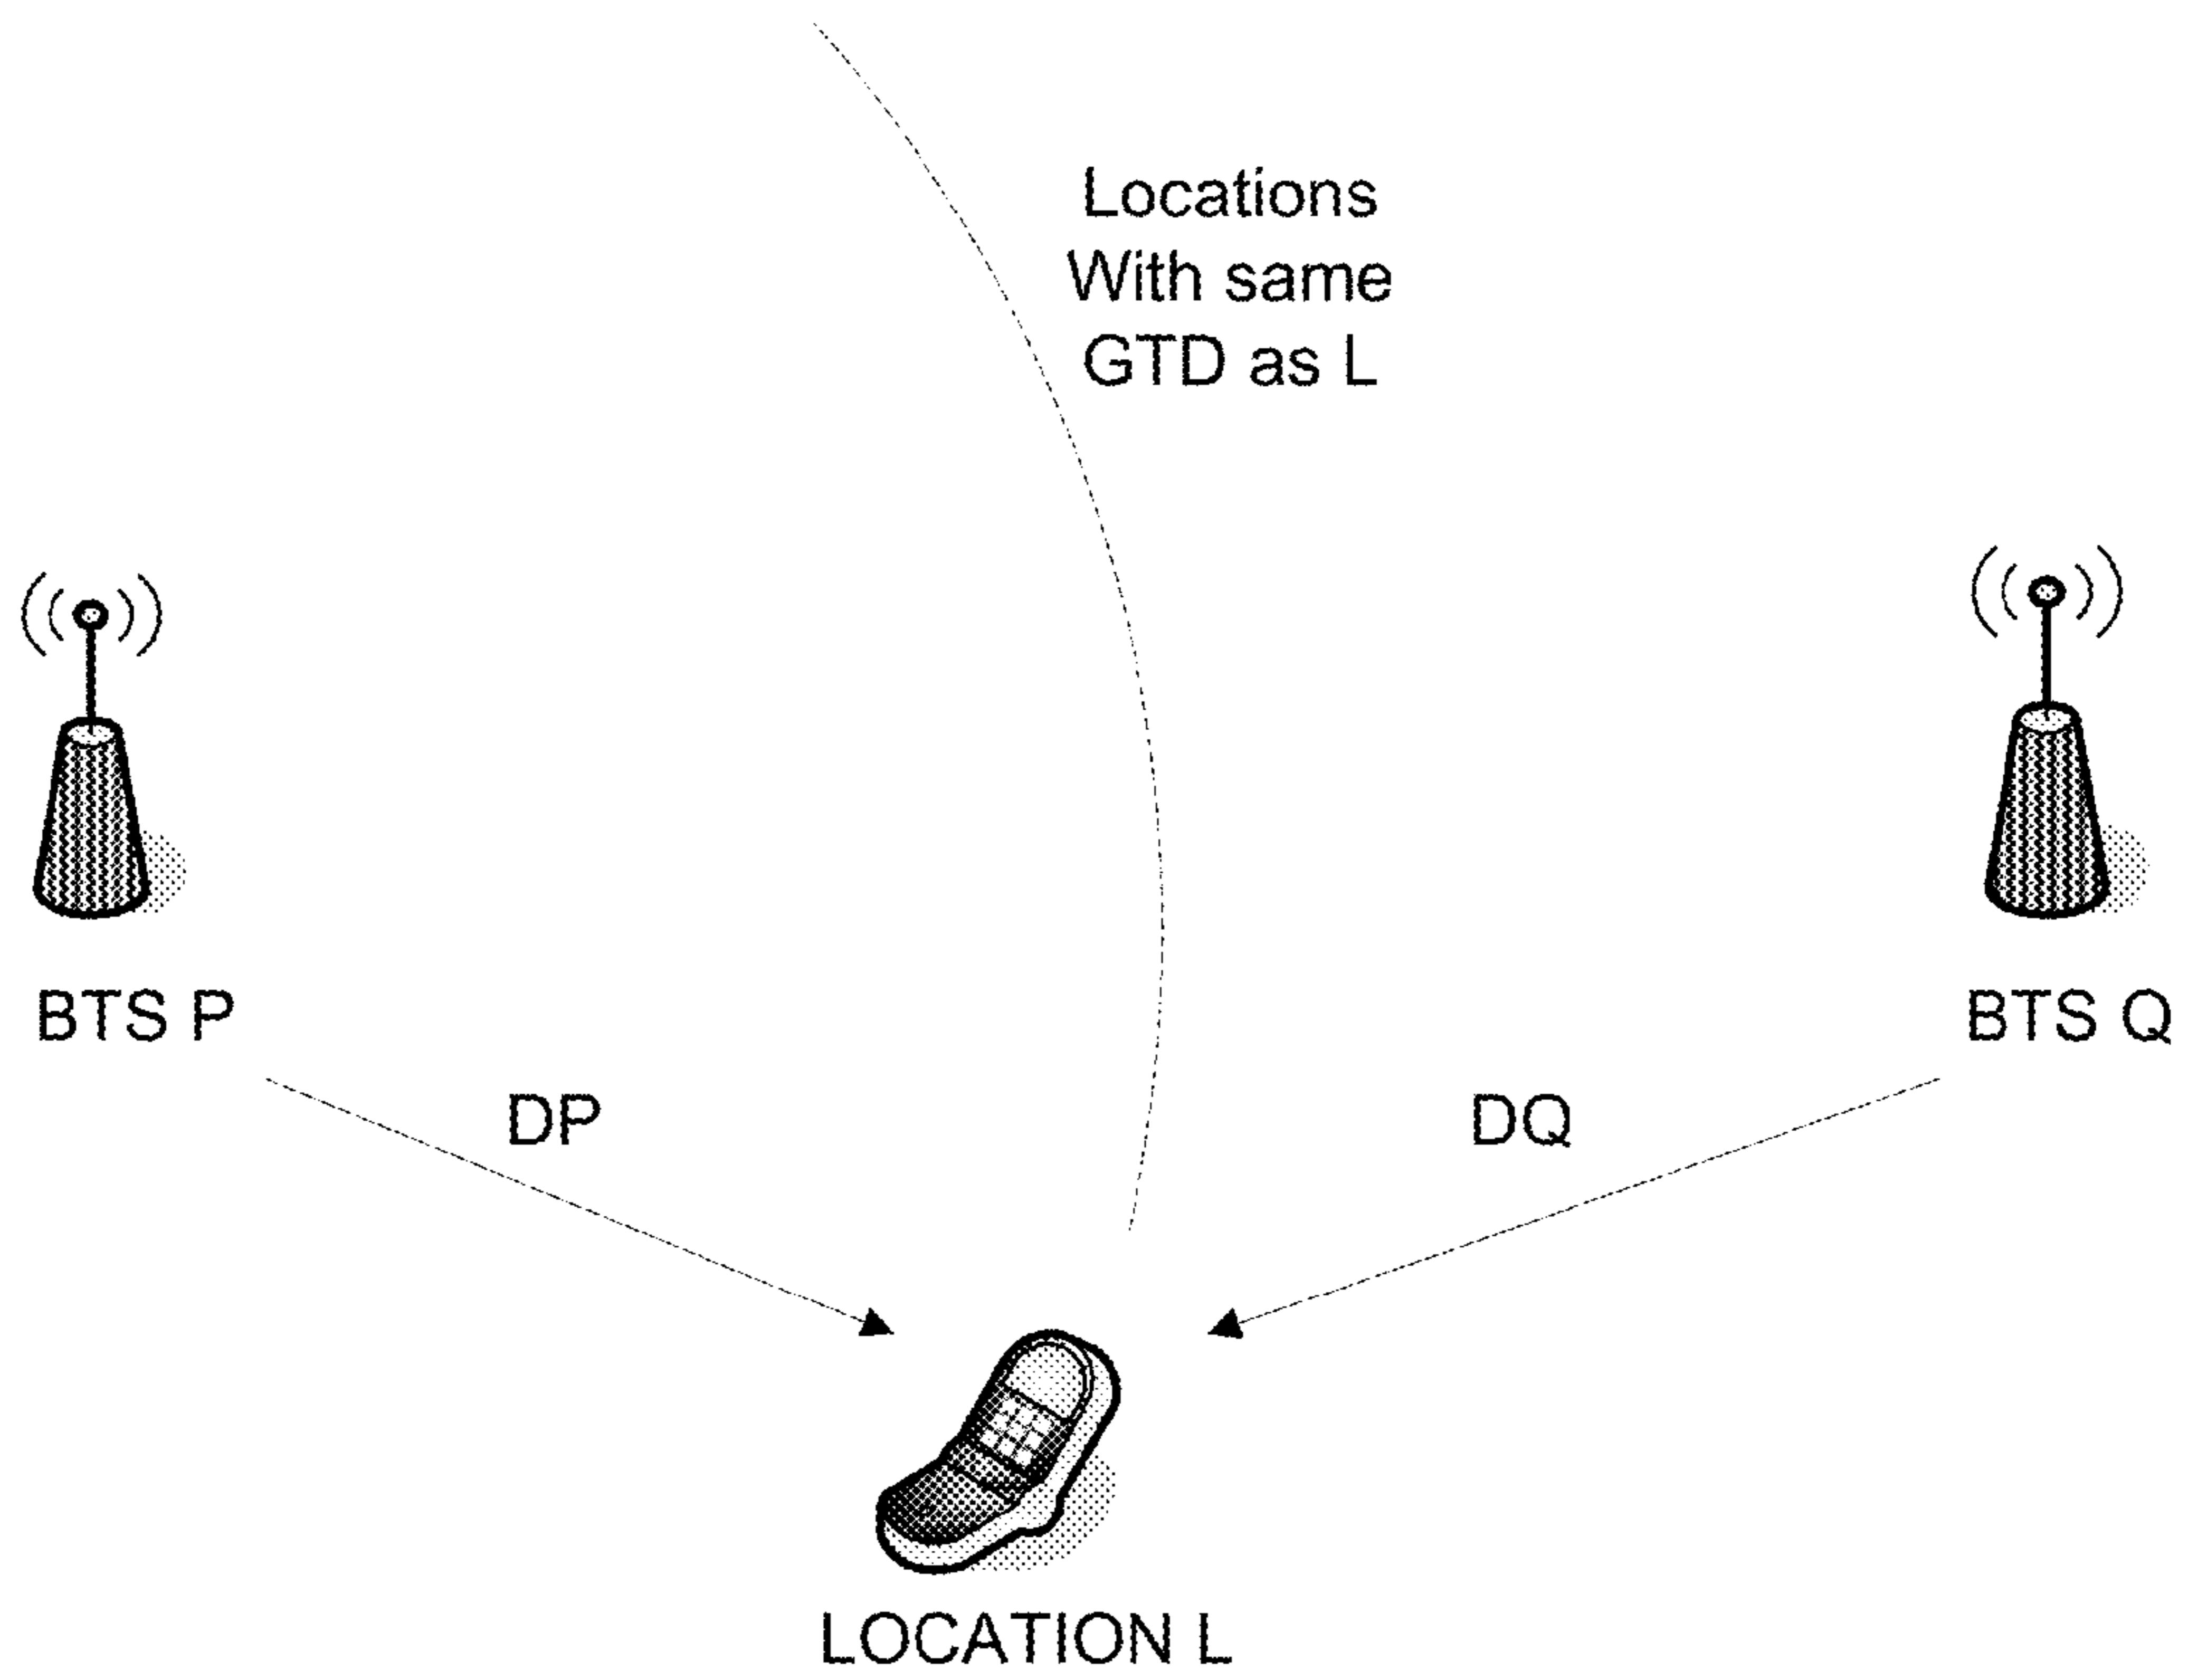 Locations
With same
GTD as L
BTS P
BTS Q
DP
DQ
LOCATION L